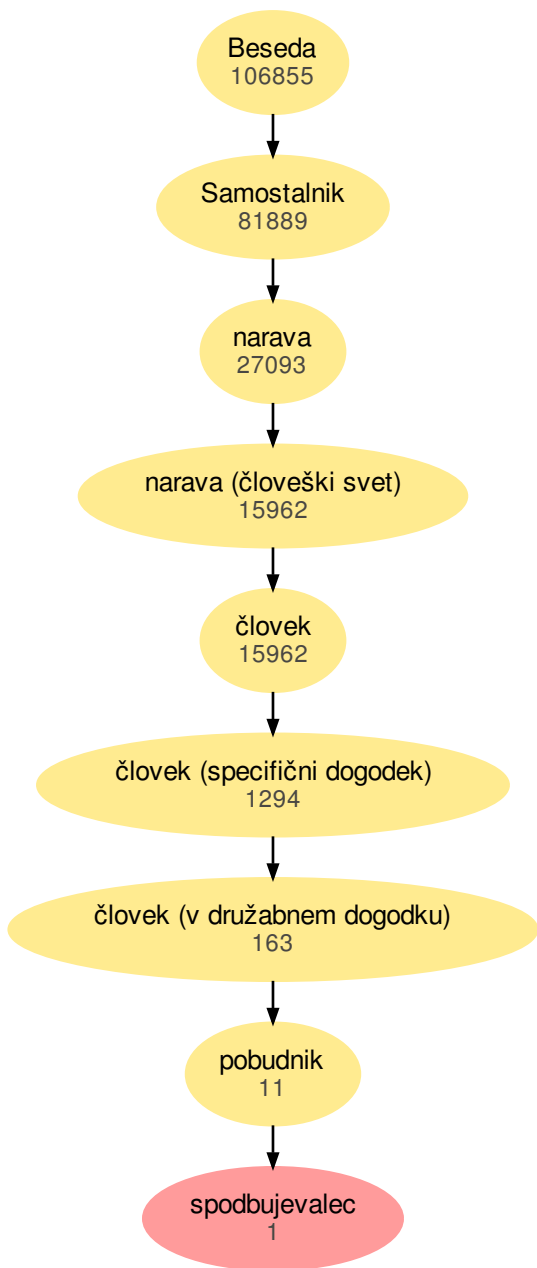 Beseda
106855
Samostalnik
81889
narava
27093
narava (človeški svet)
15962
človek
15962
človek (specifični dogodek)
1294
človek (v družabnem dogodku)
163
pobudnik
11
spodbujevalec
1